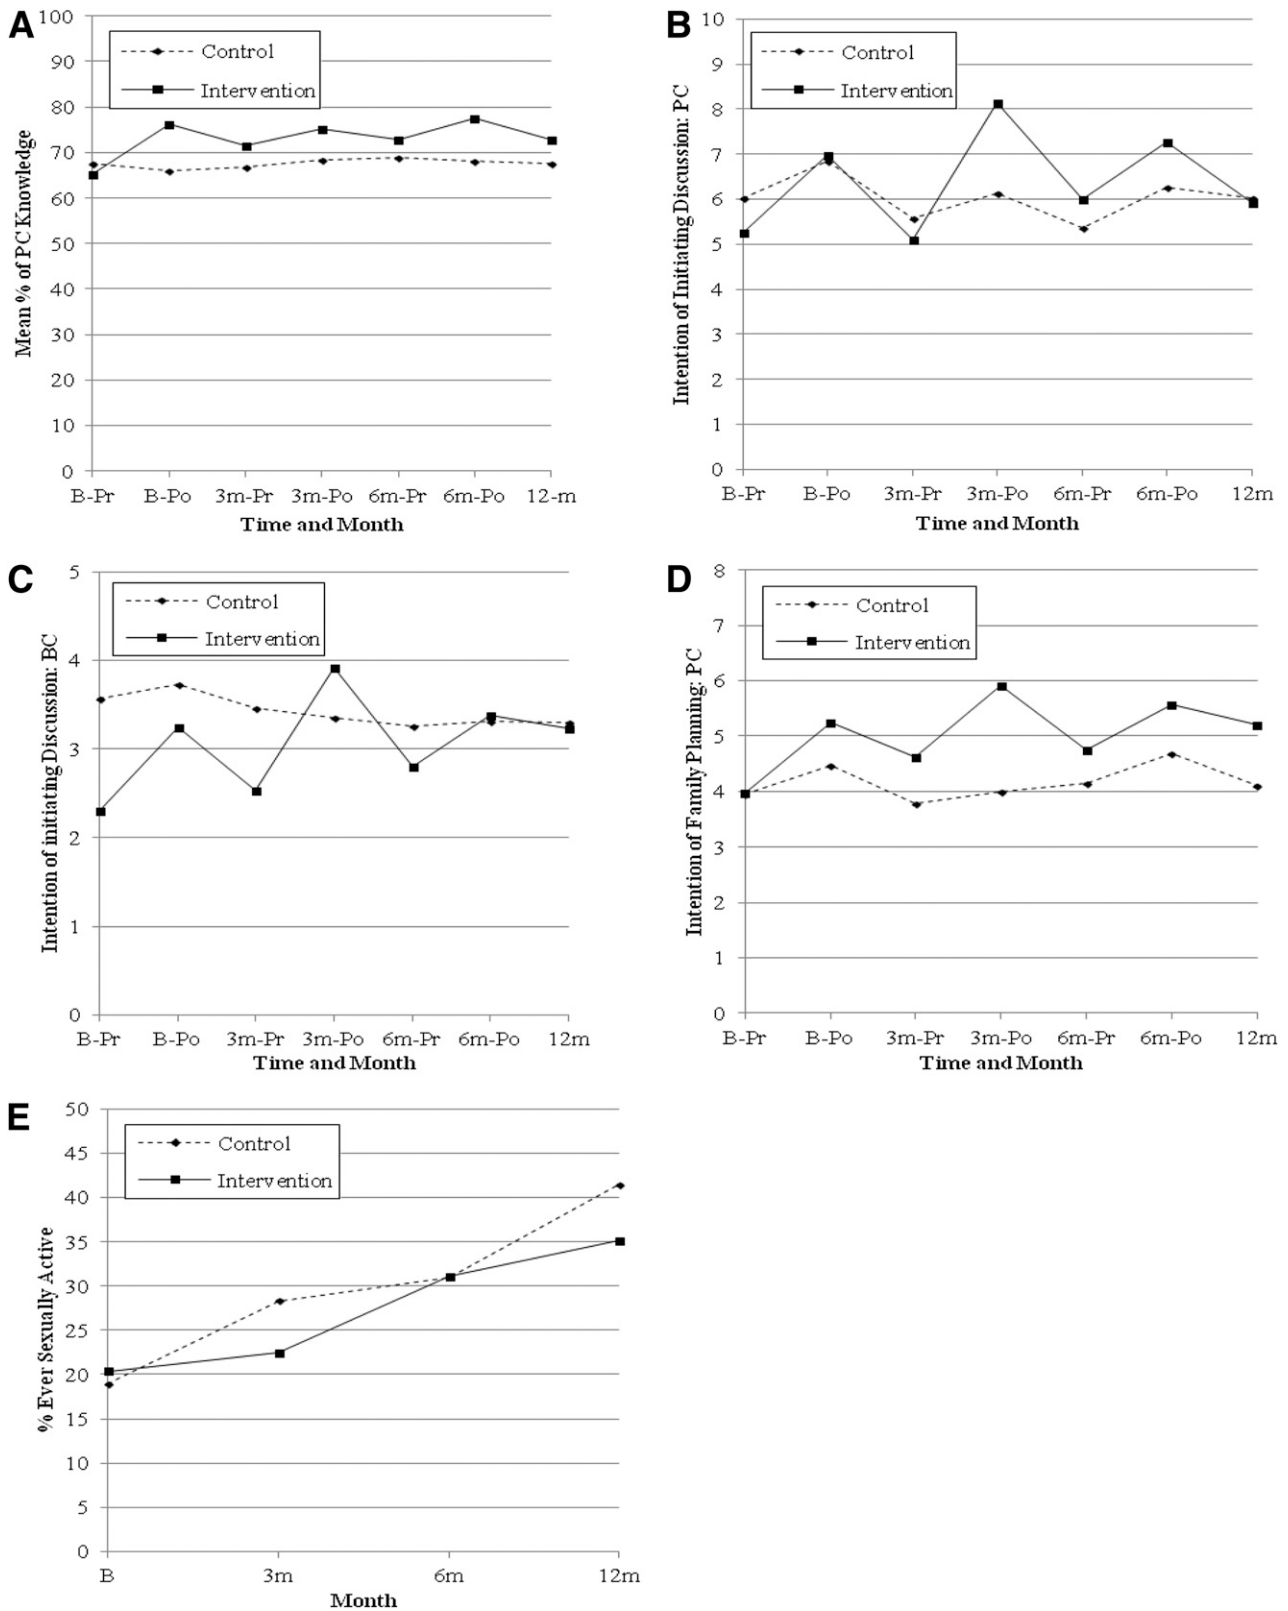 A
100
90
80
70
60
50
40
30
20
10
0
Mean % of PC Knowledge
Control
Intervention
B-Pr B-Po 3m-Pr 3m-Po 6m-Pr 6m-Po 12-m
Time and Month
B
10
9
8
7
6
5
4
3
2
1
0
Intention of Initiating Discussion: PC
Control
Intervention
B-Pr B-Po 3m-Pr 3m-Po 6m-Pr 6m-Po 12m
Time and Month
C
5
4
3
2
1
0
Intention of initiating Discussion: BC
Control
Intervention
B-Pr B-Po 3m-Pr 3m-Po 6m-Pr 6m-Po 12m
Time and Month
D
8
7
6
5
4
3
2
1
0
Intention of Family Planning: PC
Control
Intervention
B-Pr B-Po 3m-Pr 3m-Po 6m-Pr 6m-Po 12m
Time and Month
E
50
45
40
35
30
25
20
15
10
5
0
% Ever Sexually Active
Control
Intervention
B 3m 6m 12m
Month